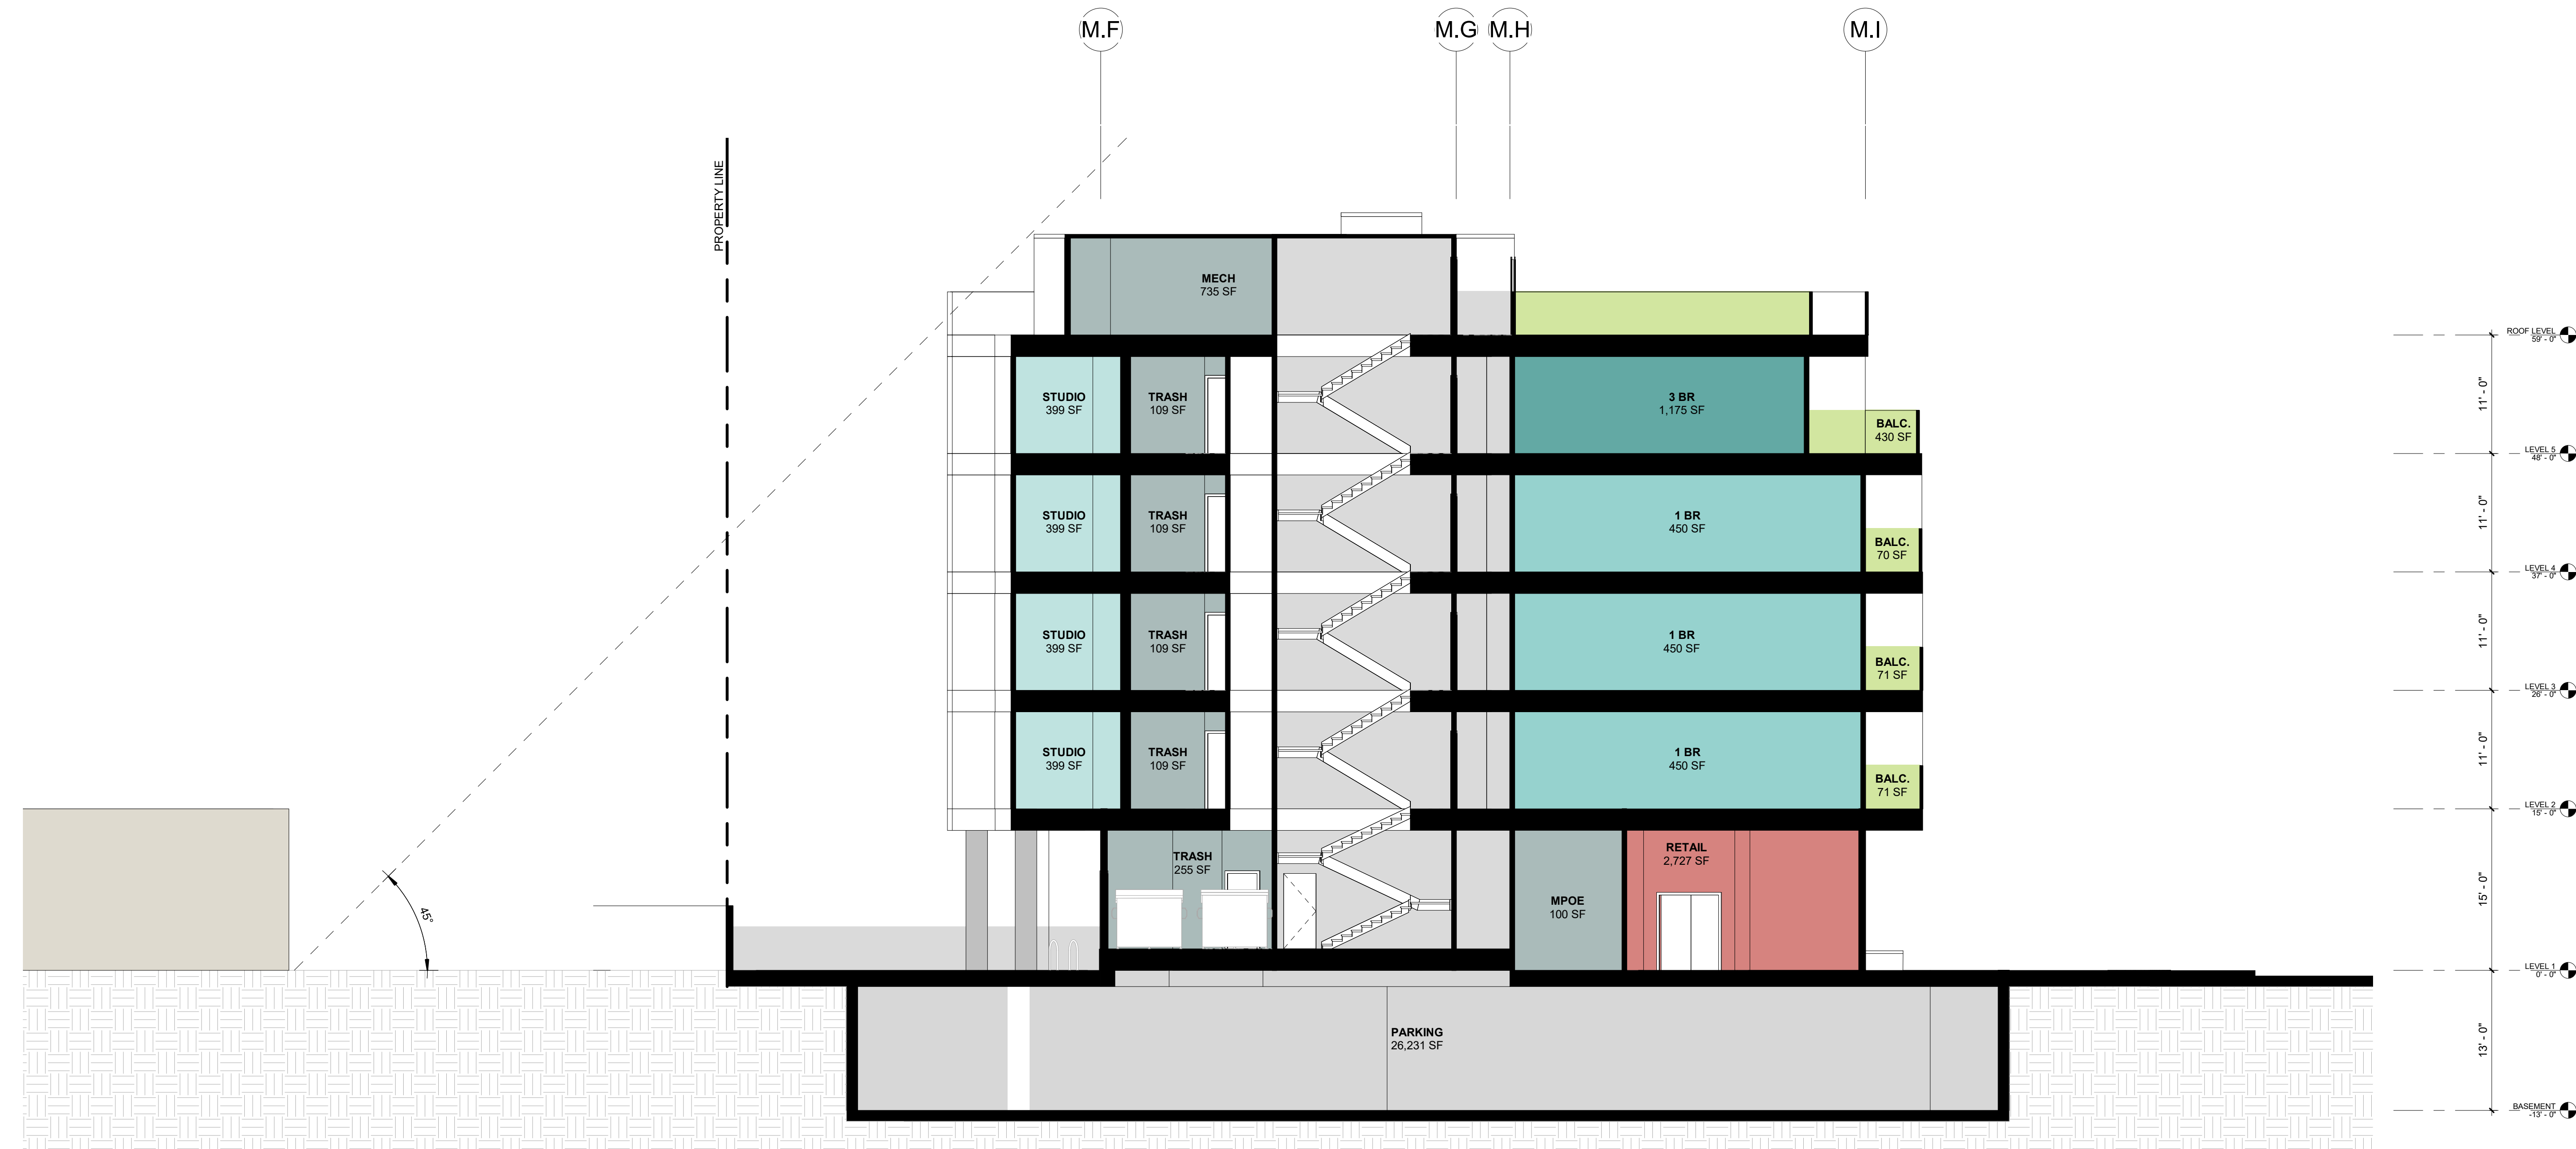 M.F
M.G
M.H
M.I
PROPERTY LINE
MECH
735 SF
ROOF LEVEL
59' - 0"
STUDIO
399 SF
TRASH
109 SF
3 BR
1,175 SF
BALC.
430 SF
11' - 0"
LEVEL 5
48' - 0"
STUDIO
399 SF
TRASH
109 SF
1 BR
450 SF
BALC.
70 SF
11' - 0"
LEVEL 4
37' - 0"
STUDIO
399 SF
TRASH
109 SF
1 BR
450 SF
BALC.
71 SF
11' - 0"
LEVEL 3
26' - 0"
STUDIO
399 SF
TRASH
109 SF
1 BR
450 SF
BALC.
71 SF
11' - 0"
LEVEL 2
15' - 0"
TRASH
255 SF
MPOE
100 SF
RETAIL
2,727 SF
15' - 0"
45°
LEVEL 1
0' - 0"
PARKING
26,231 SF
13' - 0"
BASEMENT
-13' - 0"